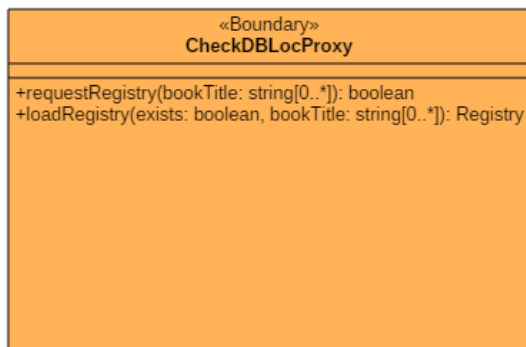 «Boundary»
CheckDBLocProxy
+requestRegistry(bookTitle: string[0..*]): boolean
+loadRegistry(exists: boolean, bookTitle: string[0..*]): Registry